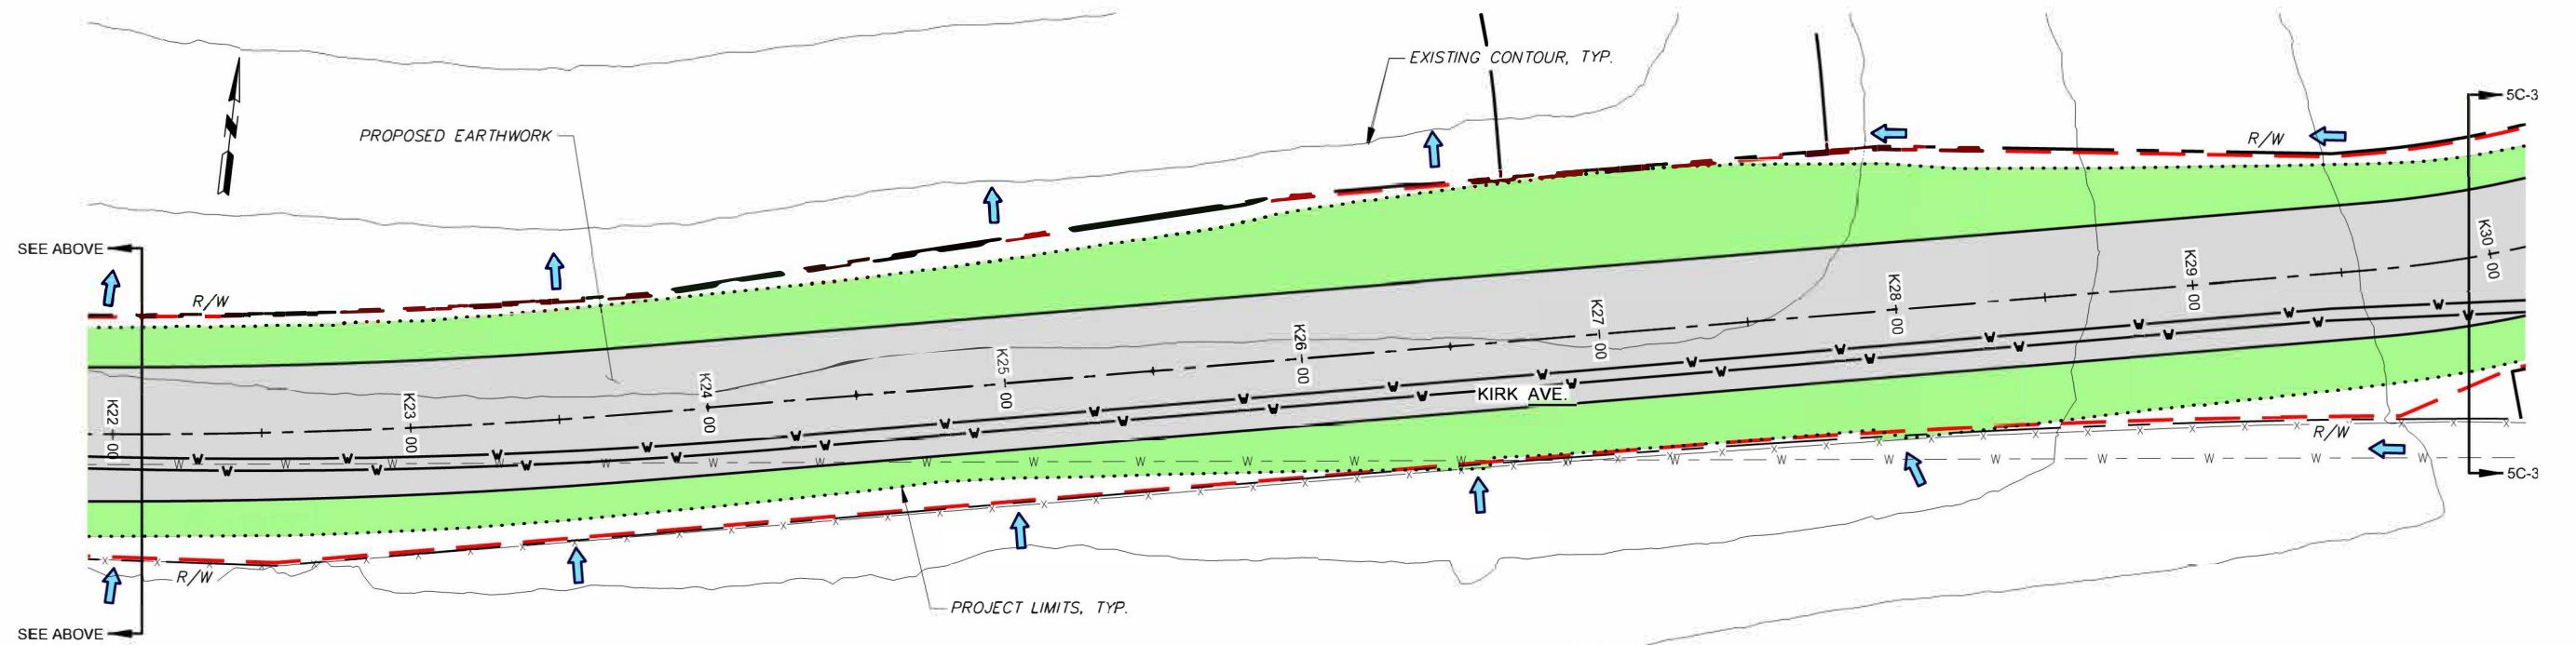 EXISTING CONTOUR, TYP.
5C-3
N
PROPOSED EARTHWORK
R/W
SEE ABOVE
R/W
K22 00
K23 00
K24 00
K25 00
K26 00
K27 00
K28 00
K29 00
K30 00
KIRK AVE.
R/W
5C-3
R/W
PROJECT LIMITS, TYP.
SEE ABOVE